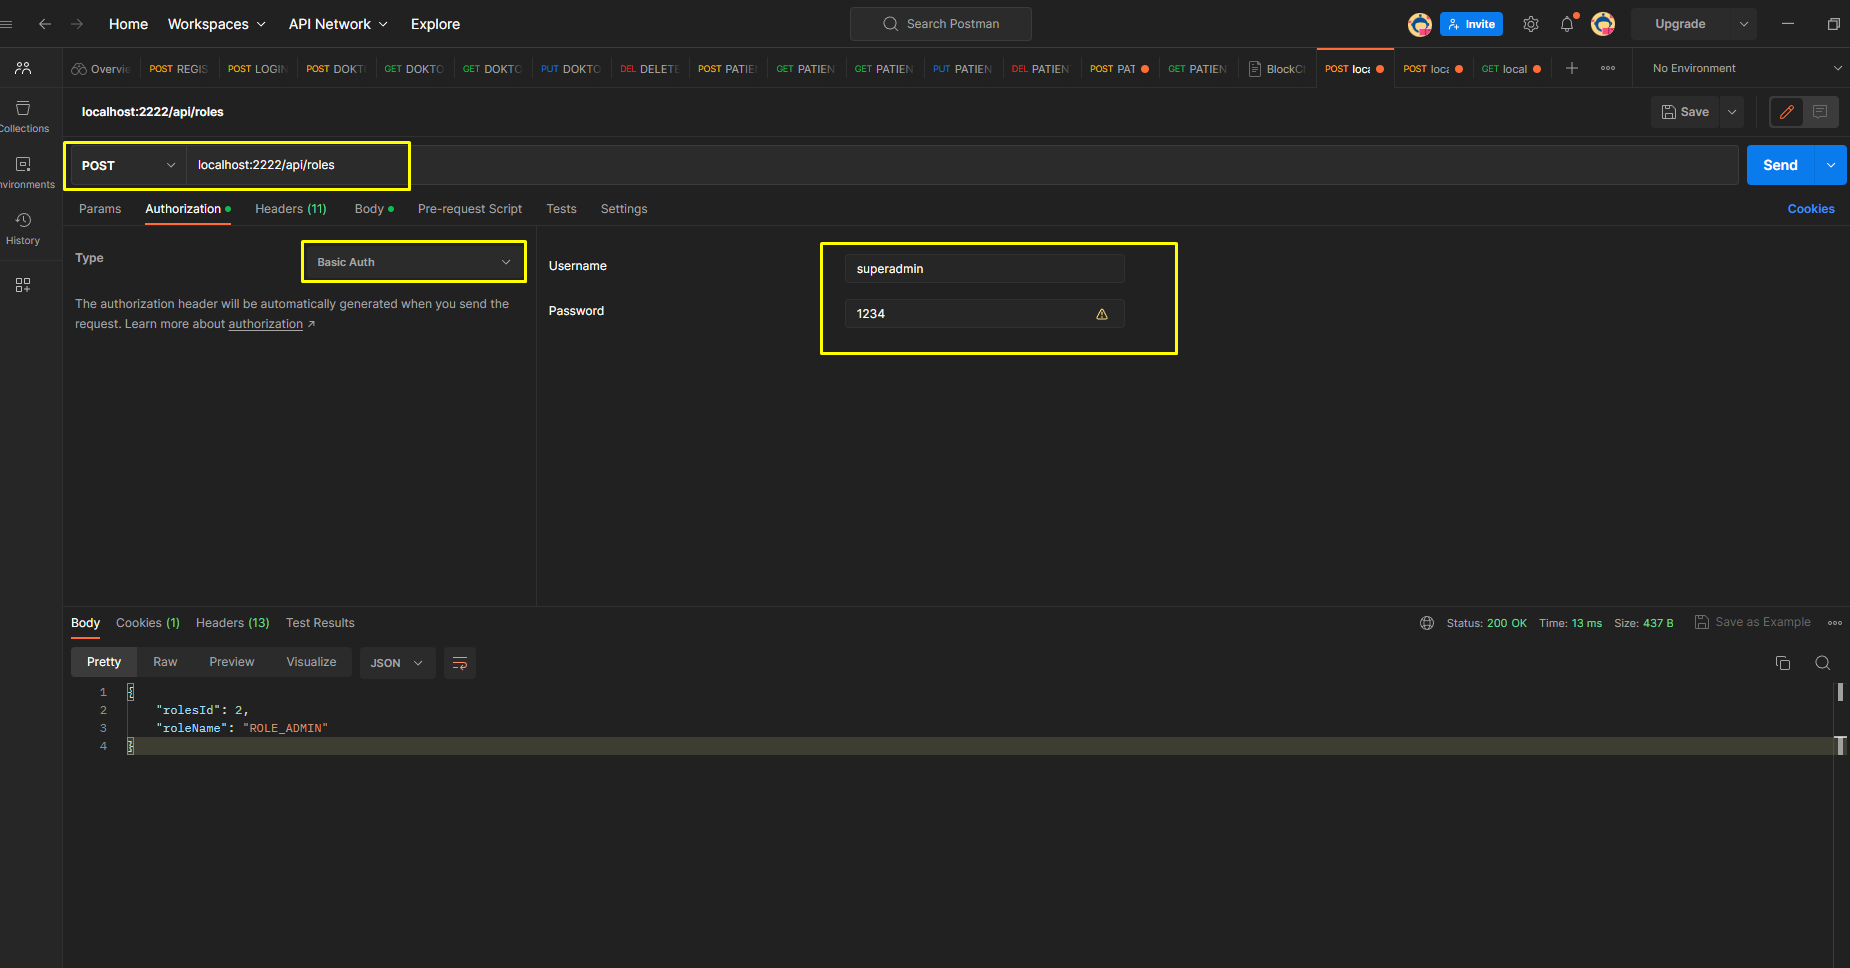 Home Workspaces API Network Explore Search Postman Invite Upgrade
Overvie POST REGIS POST LOGIN POST DOKT GET DOKTO GET DOKTO PUT DOKTO DEL DELETE POST PATIE GET PATIEN GET PATIEN PUT PATIEN DEL PATIEN POST PAT GET PATIEN BlockCh POST loca POST loca GET local No Environment
localhost:2222/api/roles Save
Collections
POST localhost:2222/api/roles Send
nvironments
Params Authorization Headers (11) Body Pre-request Script Tests Settings Cookies
History
Type Basic Auth Username superadmin
The authorization header will be automatically generated when you send the
request. Learn more about authorization ↗
Password 1234
Body Cookies (1) Headers (13) Test Results Status: 200 OK Time: 13 ms Size: 437 B Save as Example
Pretty Raw Preview Visualize JSON
1 {
2 "rolesId": 2,
3 "roleName": "ROLE_ADMIN"
4 }